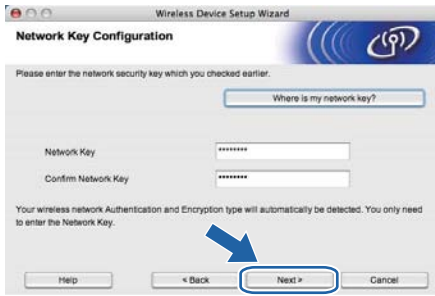 Wireless Device Setup Wizard
Network Key Configuration
Please enter the network security key which you checked earlier.
Where is my network key?
Network Key ********
Confirm Network Key ********
Your wireless network Authentication and Encryption type will automatically be detected. You only need
to enter the Network Key.
Help < Back Next > Cancel